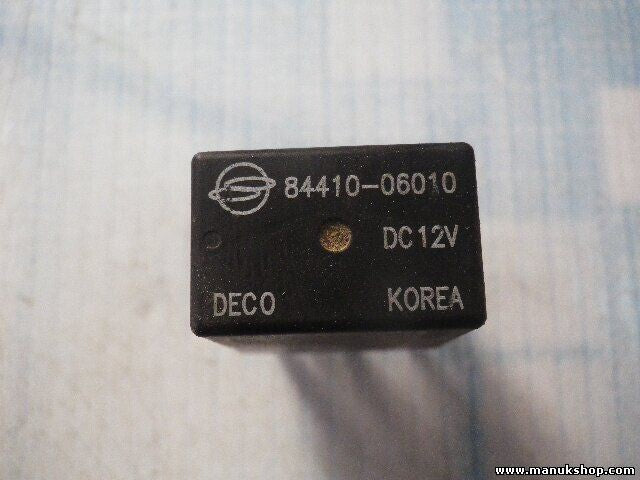 84410-06010
DC12V
DECO KOREA
www.manukshop.com